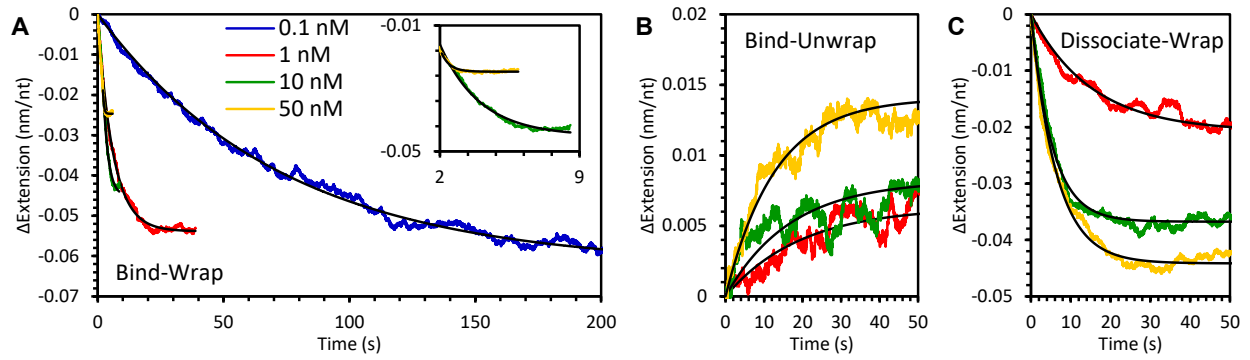 A
ΔExtension (nm/nt)
0
-0.01
-0.02
-0.03
-0.04
-0.05
-0.06
-0.07
0.1 nM
1 nM
10 nM
50 nM
-0.01
-0.05
2
9
Bind-Wrap
0
50
100
150
200
Time (s)
B
ΔExtension (nm/nt)
0.02
0.015
0.01
0.005
0
Bind-Unwrap
0
10
20
30
40
50
Time (s)
C
ΔExtension (nm/nt)
0
-0.01
-0.02
-0.03
-0.04
-0.05
Dissociate-Wrap
0
10
20
30
40
50
Time (s)